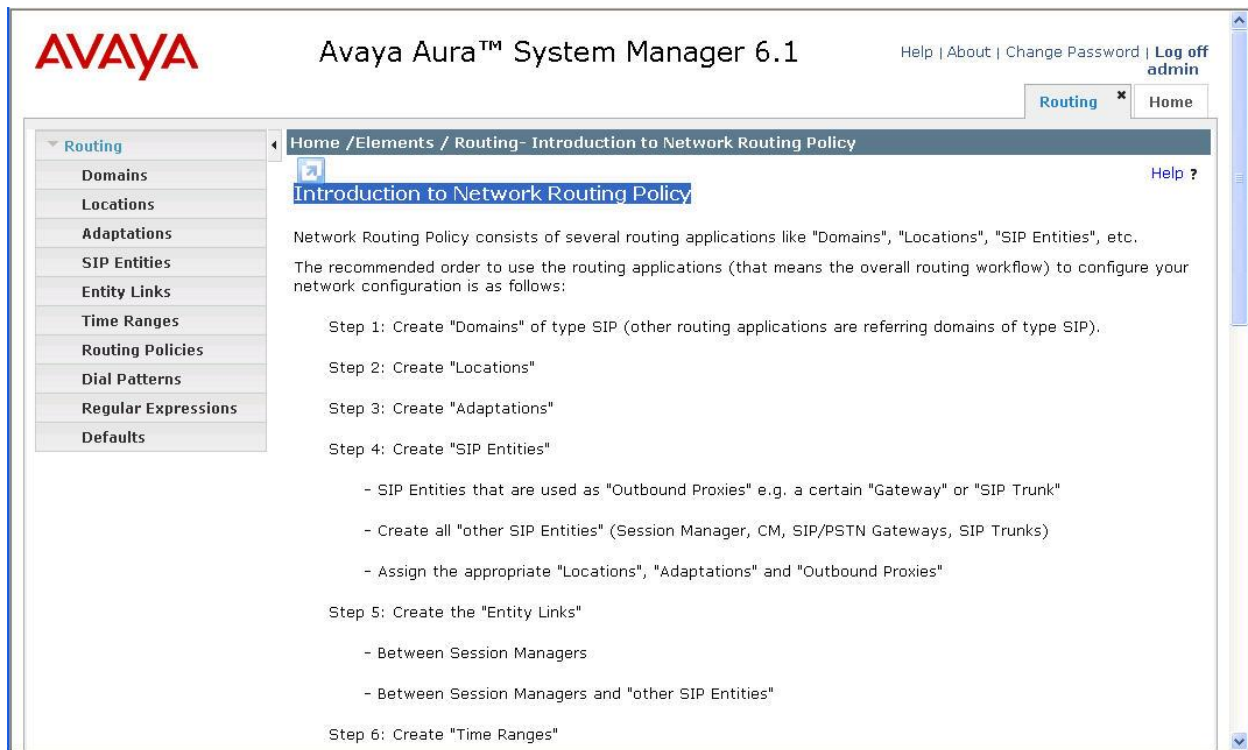 AVAYA
Avaya Aura™ System Manager 6.1
Help | About | Change Password | Log off
admin
Routing × Home
Routing
Domains
Locations
Adaptations
SIP Entities
Entity Links
Time Ranges
Routing Policies
Dial Patterns
Regular Expressions
Defaults
Home /Elements / Routing- Introduction to Network Routing Policy
Help ?
Introduction to Network Routing Policy
Network Routing Policy consists of several routing applications like "Domains", "Locations", "SIP Entities", etc.
The recommended order to use the routing applications (that means the overall routing workflow) to configure your
network configuration is as follows:
Step 1: Create "Domains" of type SIP (other routing applications are referring domains of type SIP).
Step 2: Create "Locations"
Step 3: Create "Adaptations"
Step 4: Create "SIP Entities"
- SIP Entities that are used as "Outbound Proxies" e.g. a certain "Gateway" or "SIP Trunk"
- Create all "other SIP Entities" (Session Manager, CM, SIP/PSTN Gateways, SIP Trunks)
- Assign the appropriate "Locations", "Adaptations" and "Outbound Proxies"
Step 5: Create the "Entity Links"
- Between Session Managers
- Between Session Managers and "other SIP Entities"
Step 6: Create "Time Ranges"